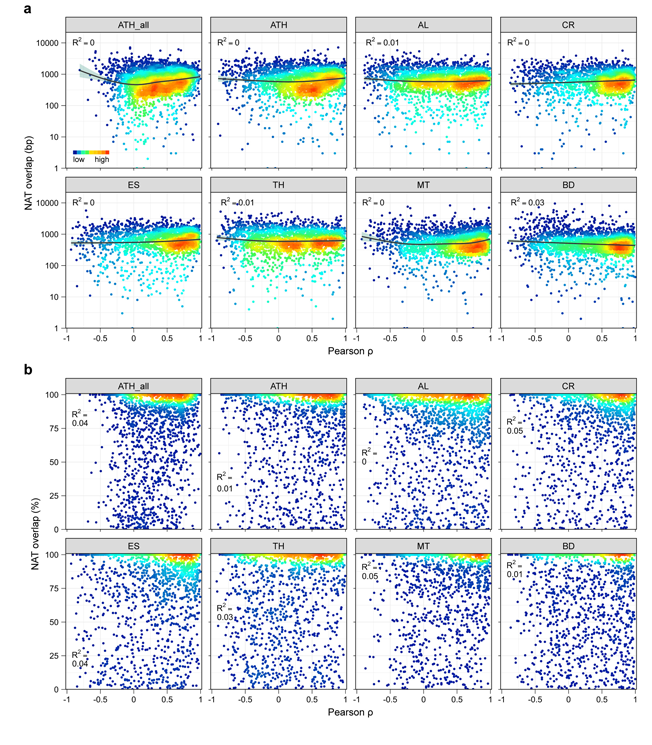 a
ATH_all ATH AL CR
R² = 0 R² = 0 R² = 0.01 R² = 0
10000
1000
100
10
1
low high
NAT overlap (bp)
ES TH MT BD
R² = 0 R² = 0.01 R² = 0 R² = 0.03
10000
1000
100
10
1
-1 -0.5 0 0.5 1 -1 -0.5 0 0.5 1 -1 -0.5 0 0.5 1 -1 -0.5 0 0.5 1
Pearson ρ
b
ATH_all ATH AL CR
100
75
50
25
0
R² =
0.04
R² =
0.01
R² =
0
R² =
0.05
NAT overlap (%)
ES TH MT BD
100
75
50
25
0
R² =
0.04
R² =
0.03
R² =
0.05
R² =
0.01
-1 -0.5 0 0.5 1 -1 -0.5 0 0.5 1 -1 -0.5 0 0.5 1 -1 -0.5 0 0.5 1
Pearson ρ